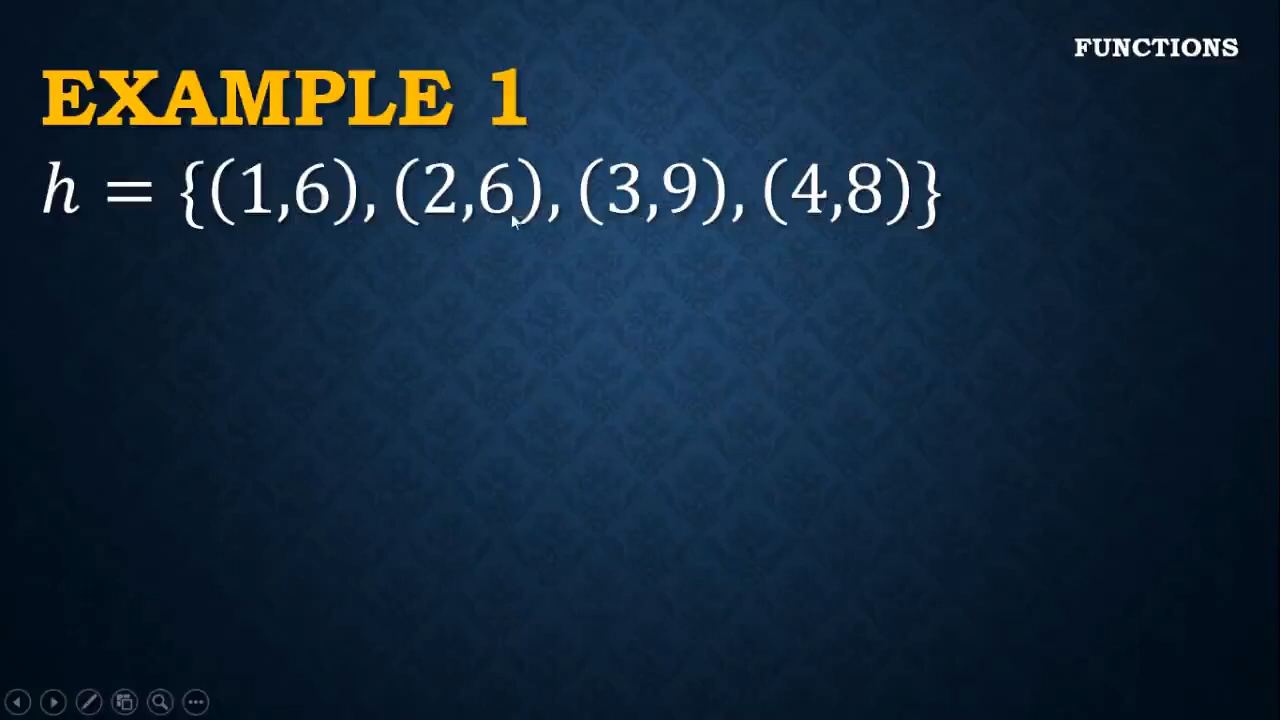 FUNCTIONS
EXAMPLE 1
ℎ = {(1,6), (2,6), (3,9), (4,8)}